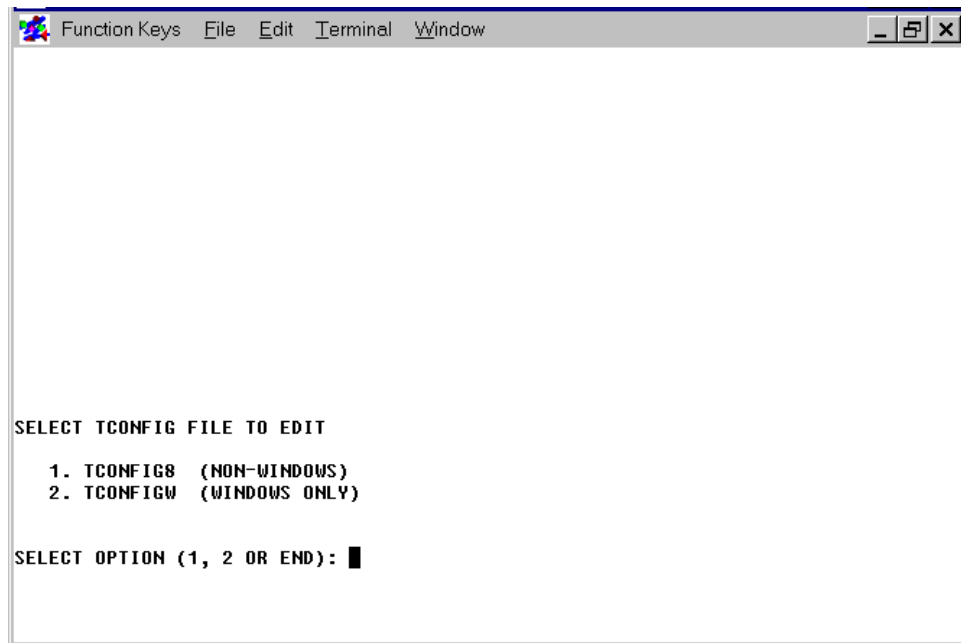 Function Keys File Edit Terminal Window
SELECT TCONFIG FILE TO EDIT
1. TCONFIG8 (NON-WINDOWS)
2. TCONFIGW (WINDOWS ONLY)
SELECT OPTION (1, 2 OR END):